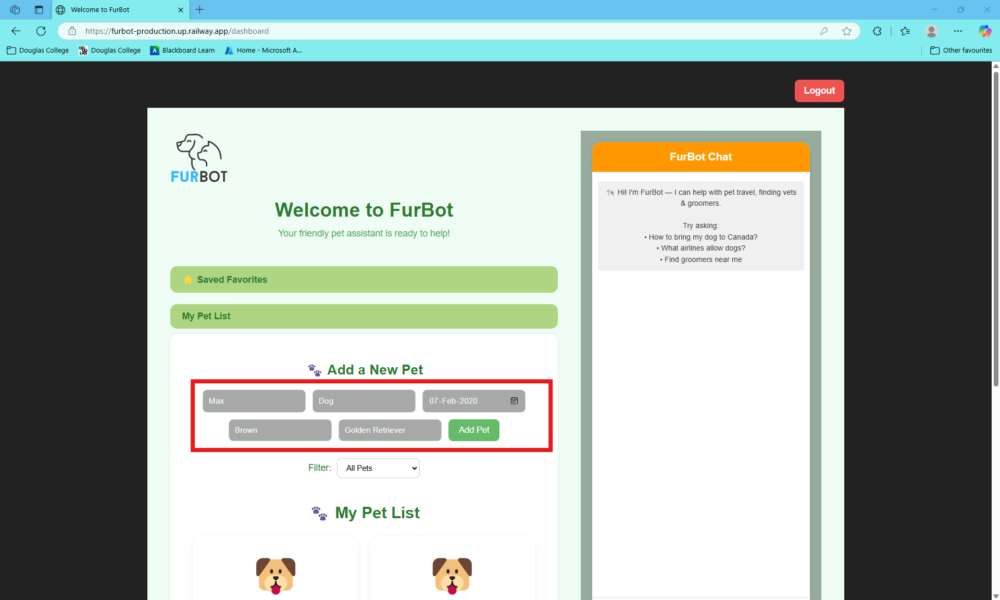 Welcome to FurBot
https://furbot-production.up.railway.app/dashboard
Douglas College
Douglas College
Blackboard Learn
Home - Microsoft A...
Other favourites
Logout
FURBOT
Welcome to FurBot
Your friendly pet assistant is ready to help!
⭐ Saved Favorites
My Pet List
🐾 Add a New Pet
Max
Dog
07-Feb-2020
Brown
Golden Retriever
Add Pet
Filter:
All Pets
🐾 My Pet List
FurBot Chat
🐩 Hi! I'm FurBot — I can help with pet travel, finding vets
& groomers.
Try asking:
• How to bring my dog to Canada?
• What airlines allow dogs?
• Find groomers near me